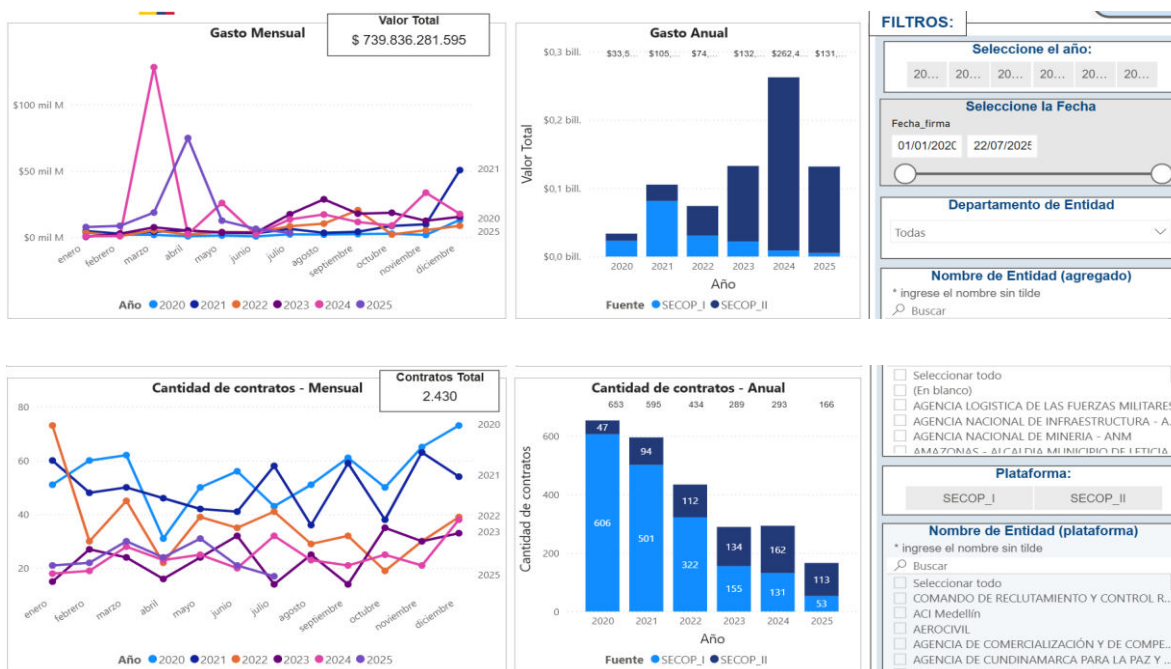 Gasto Mensual
Valor Total
$ 739.836.281.595
$100 mil M
$50 mil M
$0 mil M
2021
2020
2025
enero febrero marzo abril mayo junio julio agosto septiembre octubre noviembre diciembre
Año 2020 2021 2022 2023 2024 2025
Gasto Anual
$33,5... $105,... $74,... $132,... $262,4... $131,...
Valor Total
$0,3 bill.
$0,2 bill.
$0,1 bill.
$0,0 bill.
2020 2021 2022 2023 2024 2025
Año
Fuente SECOP_I SECOP_II
FILTROS:
Seleccione el año:
20... 20... 20... 20... 20... 20...
Seleccione la Fecha
Fecha_firma
01/01/2020 22/07/2025
Departamento de Entidad
Todas
Nombre de Entidad (agregado)
* ingrese el nombre sin tilde
Buscar
Cantidad de contratos - Mensual
Contratos Total
2.430
80
60
40
20
2020
2021
2022
2023
2025
enero febrero marzo abril mayo junio julio agosto septiembre octubre noviembre diciembre
Año 2020 2021 2022 2023 2024 2025
Cantidad de contratos - Anual
653 595 434 289 293 166
Cantidad de contratos
600
400
200
0
47 94 112 134 162 113
606 501 322 155 131 53
2020 2021 2022 2023 2024 2025
Año
Fuente SECOP_I SECOP_II
Seleccionar todo
(En blanco)
AGENCIA LOGISTICA DE LAS FUERZAS MILITARES
AGENCIA NACIONAL DE INFRAESTRUCTURA - A...
AGENCIA NACIONAL DE MINERIA - ANM
AMAZONAS - ALCALDIA MUNICIPIO DE LETICIA
Plataforma:
SECOP_I SECOP_II
Nombre de Entidad (plataforma)
* ingrese el nombre sin tilde
Buscar
Seleccionar todo
COMANDO DE RECLUTAMIENTO Y CONTROL R...
ACI Medellín
AEROCIVIL
AGENCIA DE COMERCIALIZACIÓN Y DE COMPE...
AGENCIA DE CUNDINAMARCA PARA LA PAZ Y ...